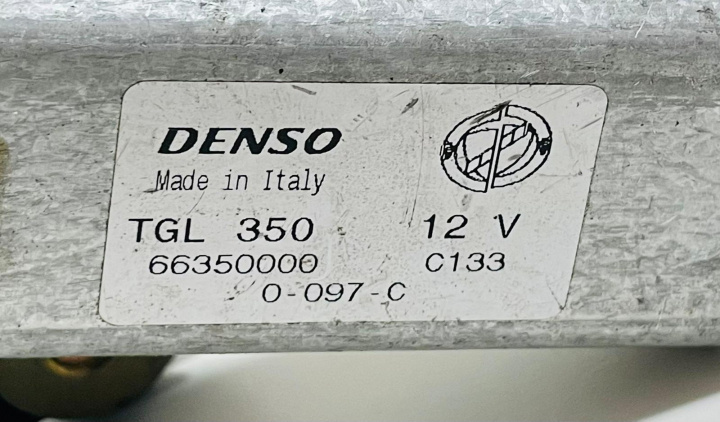 DENSO
Made in Italy
TGL 350 12 V
66350000 C133
0-097-C